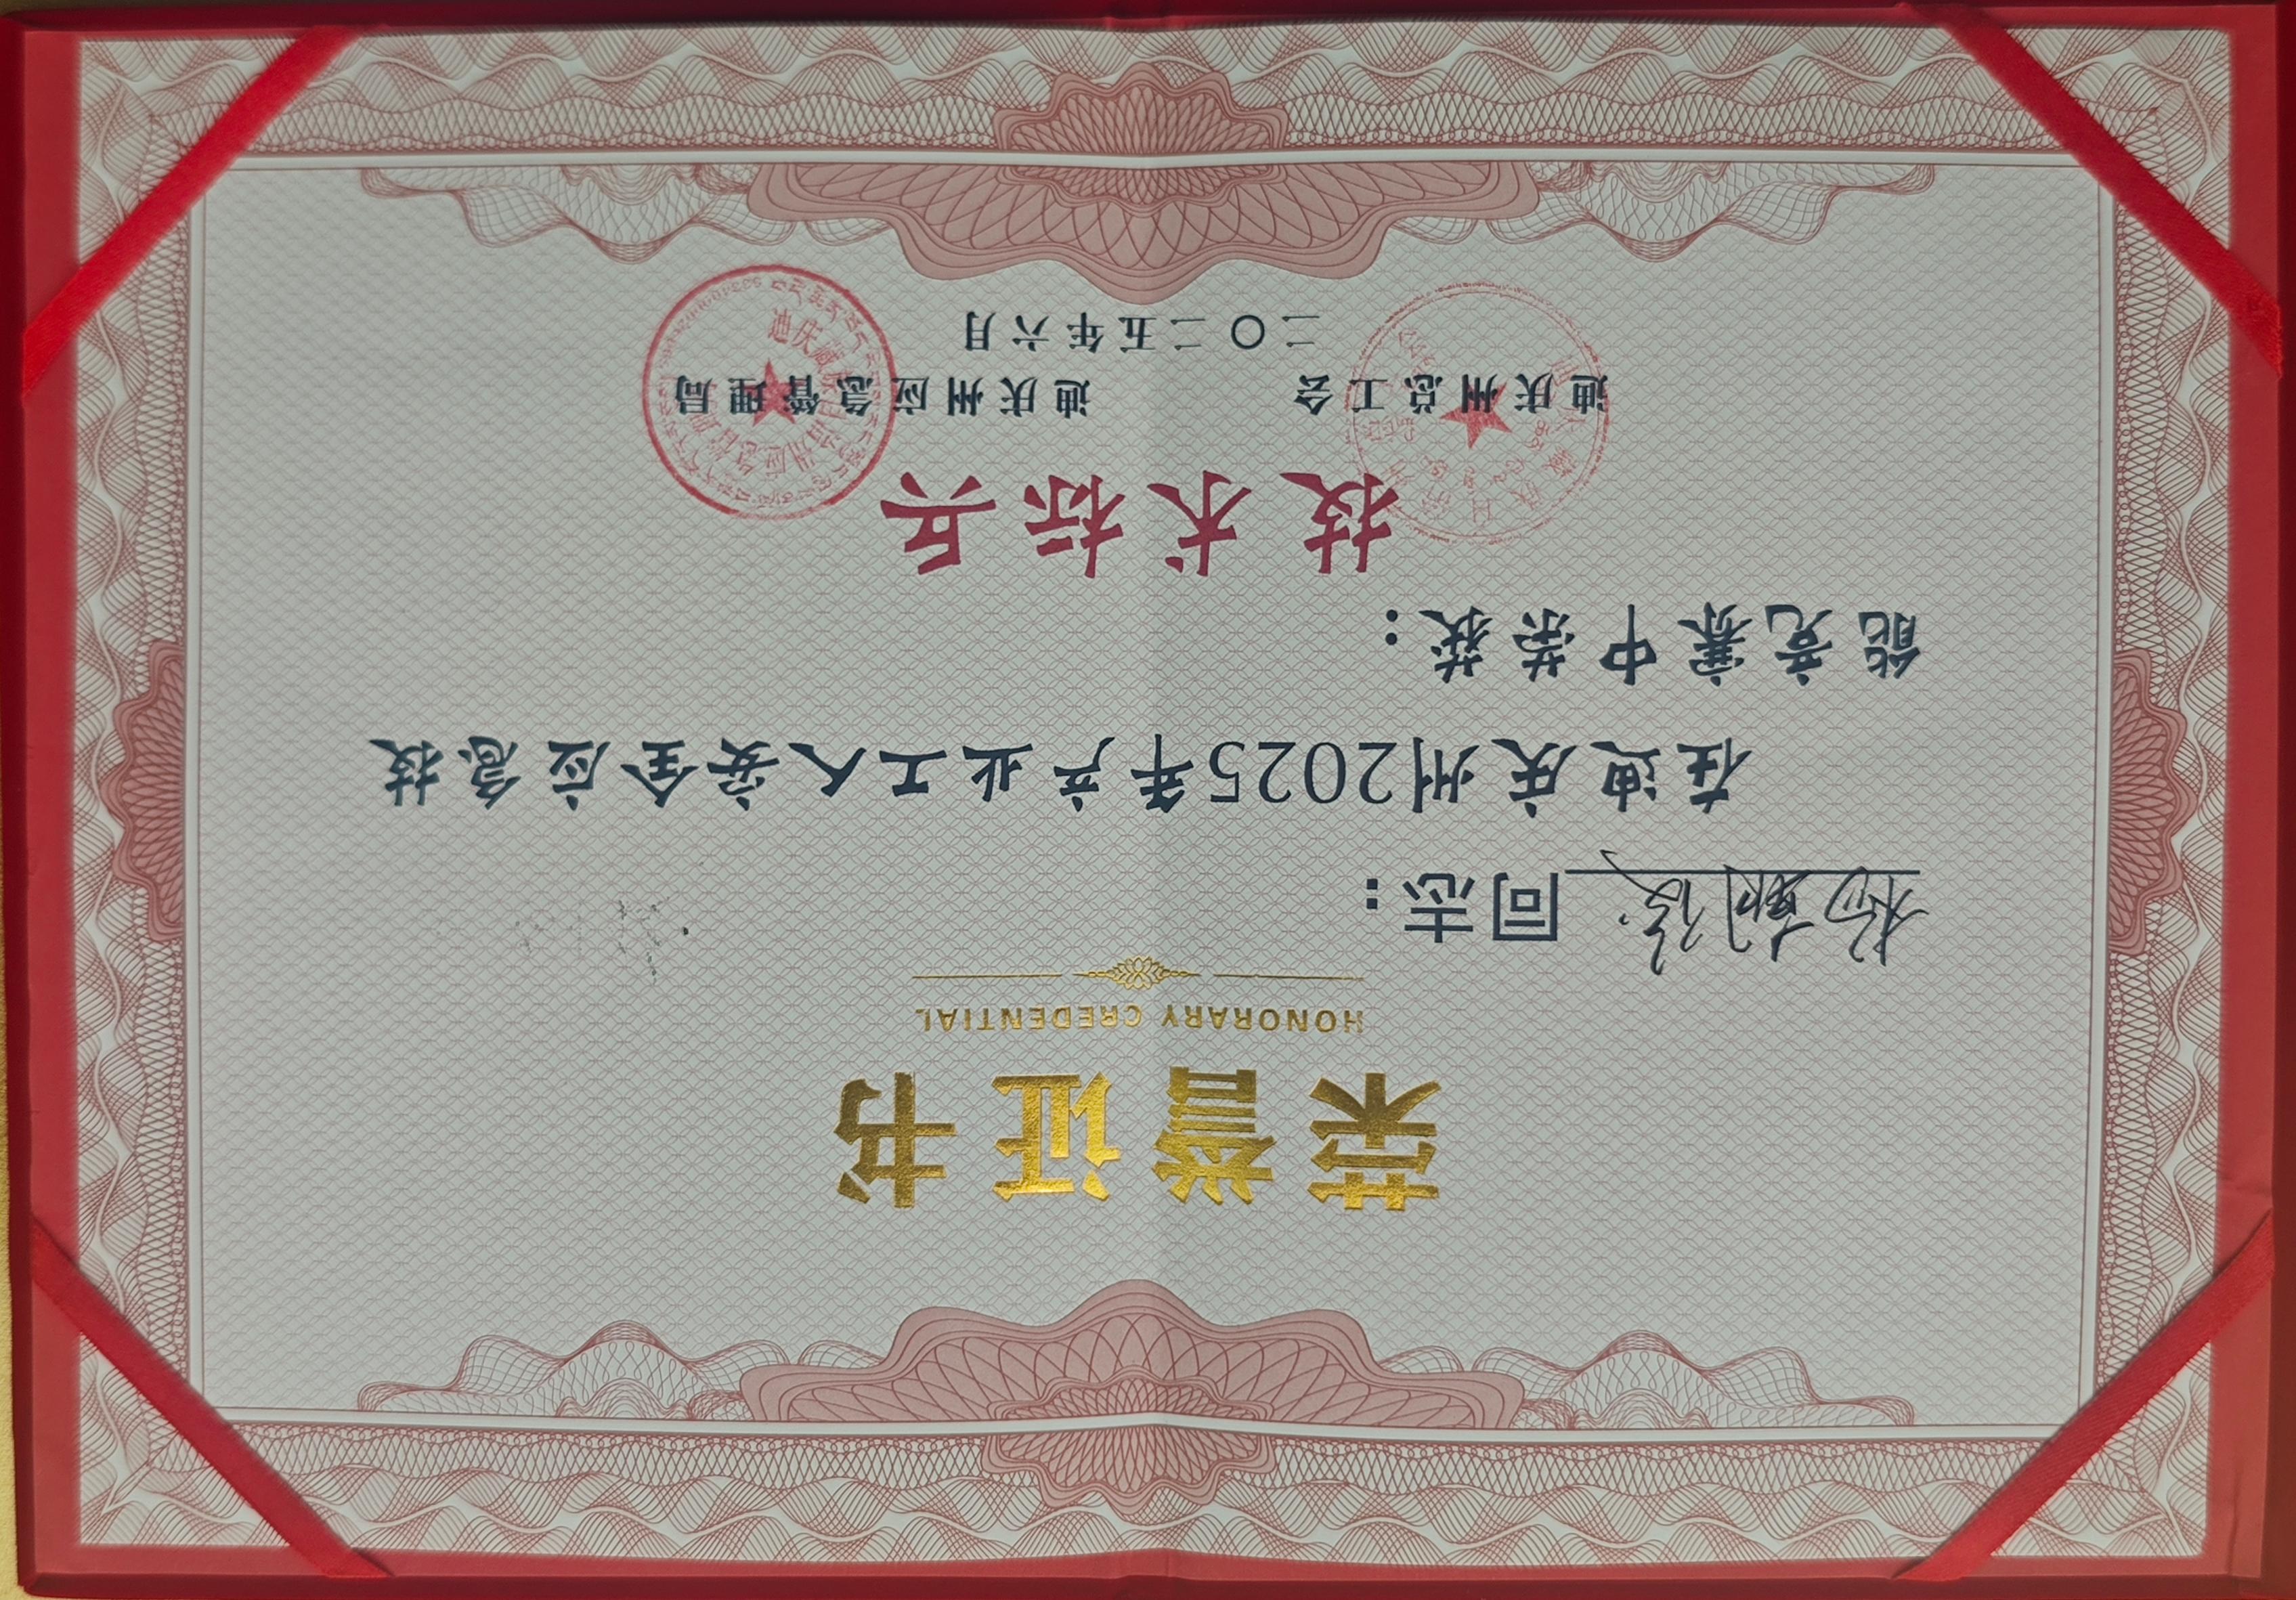 荣誉证书
HONORARY CREDENTIAL
同志：
在迪庆州2025年产业工人安全应急技
能竞赛中荣获：
技术标兵
迪庆州总工会 迪庆州应急管理局
二〇二五年六月